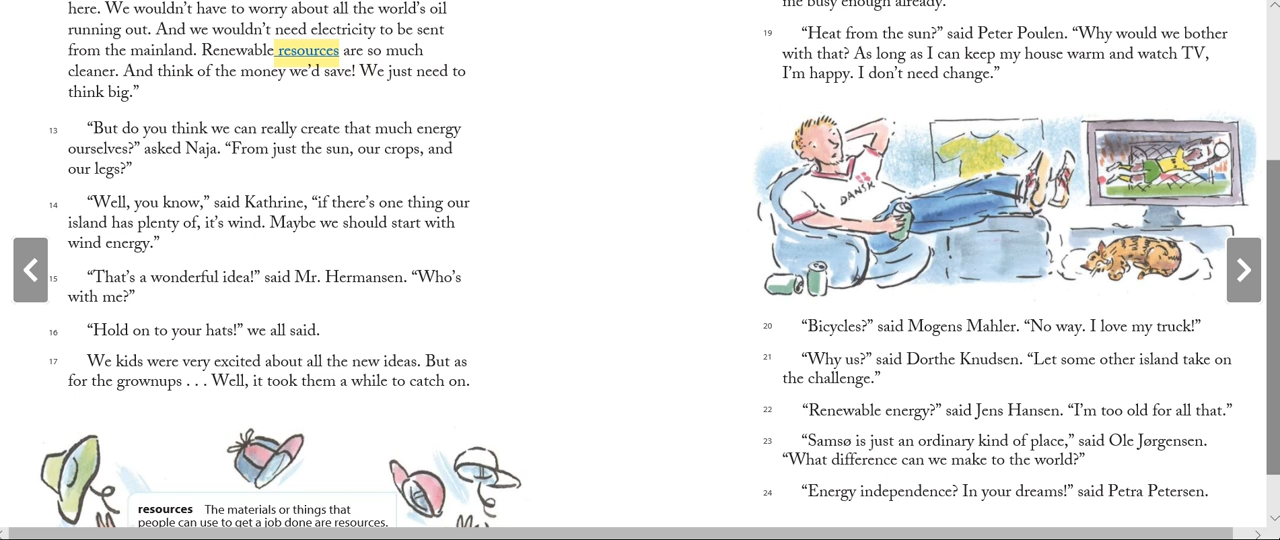 here. We wouldn’t have to worry about all the world’s oil
running out. And we wouldn’t need electricity to be sent
from the mainland. Renewable resources are so much
cleaner. And think of the money we’d save! We just need to
think big.”
13 “But do you think we can really create that much energy
ourselves?” asked Naja. “From just the sun, our crops, and
our legs?”
14 “Well, you know,” said Kathrine, “if there’s one thing our
island has plenty of, it’s wind. Maybe we should start with
wind energy.”
15 “That’s a wonderful idea!” said Mr. Hermansen. “Who’s
with me?”
16 “Hold on to your hats!” we all said.
17 We kids were very excited about all the new ideas. But as
for the grownups . . . Well, it took them a while to catch on.
resources The materials or things that
people can use to get a job done are resources.
me busy enough already.
19 “Heat from the sun?” said Peter Poulen. “Why would we bother
with that? As long as I can keep my house warm and watch TV,
I’m happy. I don’t need change.”
DANSK
20 “Bicycles?” said Mogens Mahler. “No way. I love my truck!”
21 “Why us?” said Dorthe Knudsen. “Let some other island take on
the challenge.”
22 “Renewable energy?” said Jens Hansen. “I’m too old for all that.”
23 “Samsø is just an ordinary kind of place,” said Ole Jørgensen.
“What difference can we make to the world?”
24 “Energy independence? In your dreams!” said Petra Petersen.